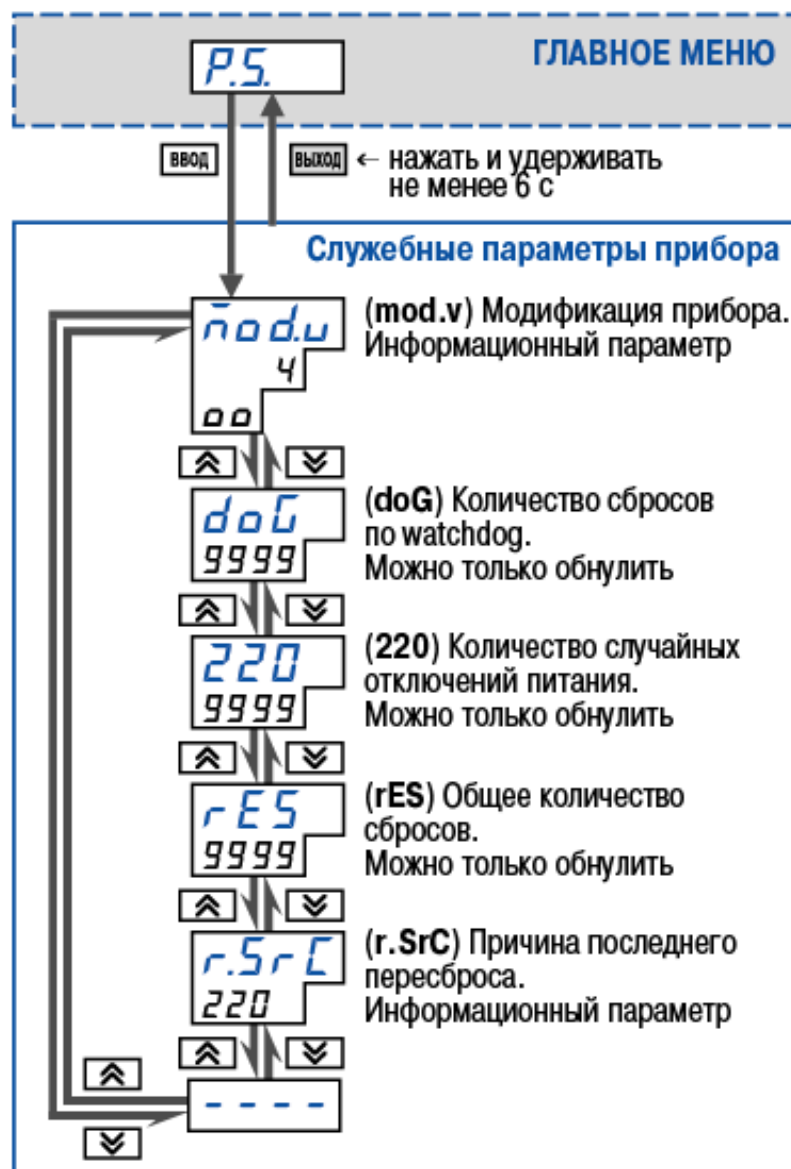 P.S.
ГЛАВНОЕ МЕНЮ
ВВОД
ВЫХОД ← нажать и удерживать
не менее 6 с
Служебные параметры прибора
mod.v
4
oo
(mod.v) Модификация прибора.
Информационный параметр
doG
9999
(doG) Количество сбросов
по watchdog.
Можно только обнулить
220
9999
(220) Количество случайных
отключений питания.
Можно только обнулить
rES
9999
(rES) Общее количество
сбросов.
Можно только обнулить
r.SrC
220
(r.SrC) Причина последнего
пересброса.
Информационный параметр
- - - -